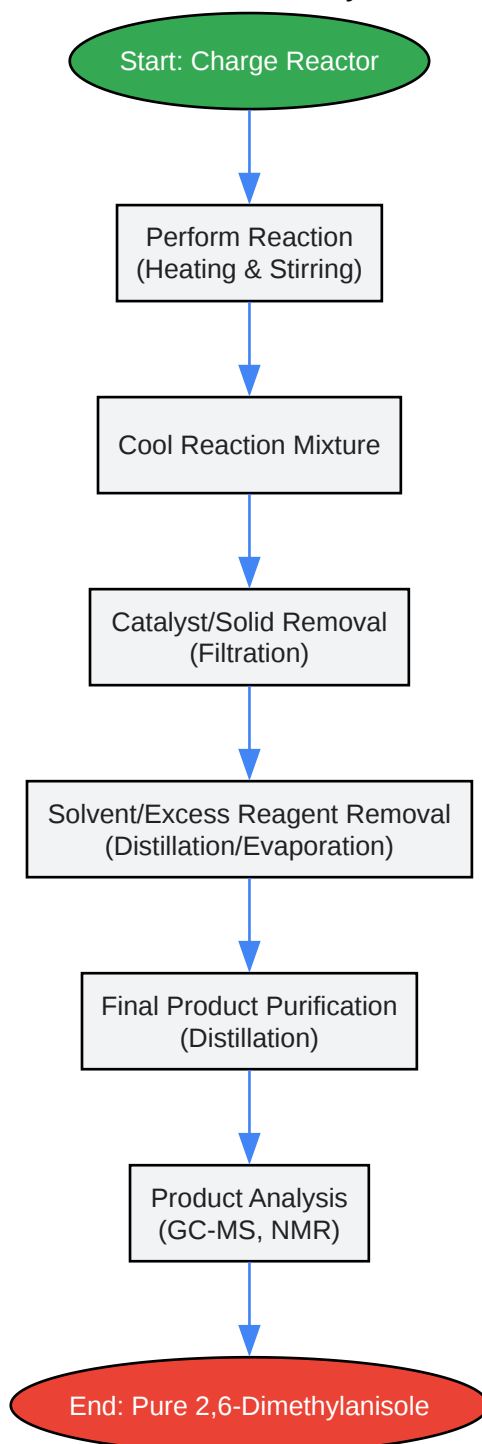 Start: Charge Reactor
Perform Reaction
(Heating & Stirring)
Cool Reaction Mixture
Catalyst/Solid Removal
(Filtration)
Solvent/Excess Reagent Removal
(Distillation/Evaporation)
Final Product Purification
(Distillation)
Product Analysis
(GC-MS, NMR)
End: Pure 2,6-Dimethylanisole